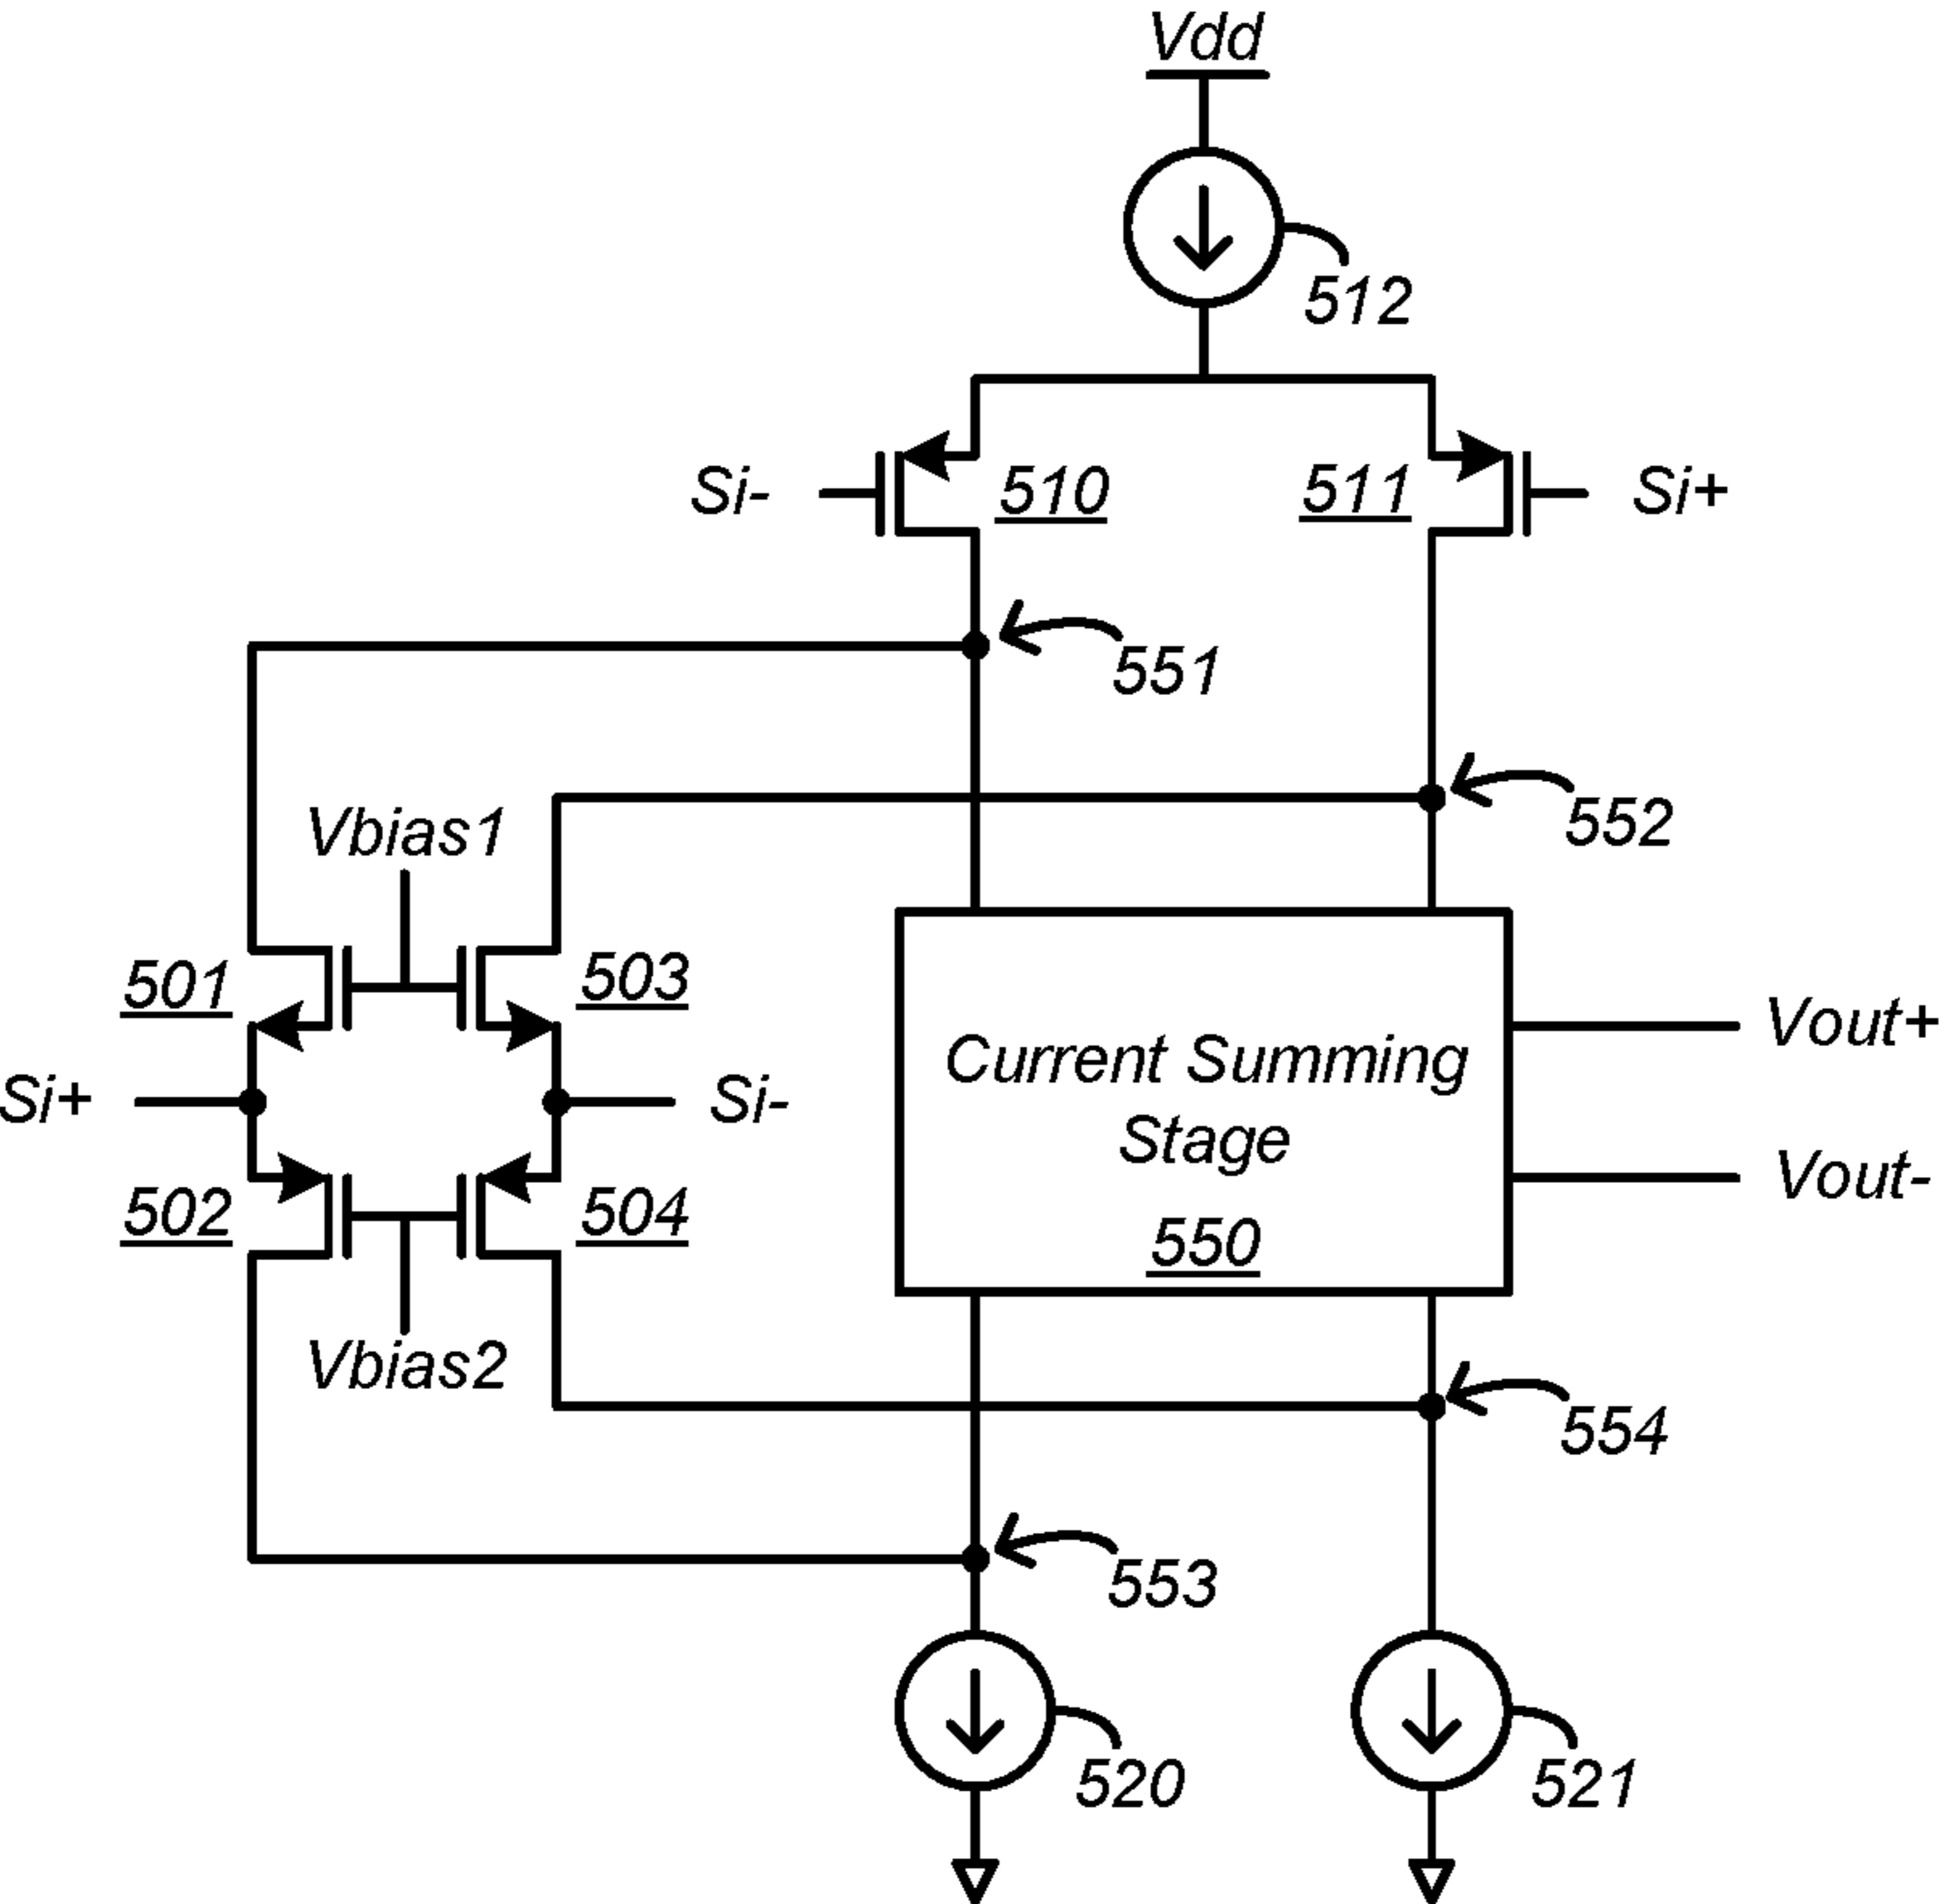 Vdd
512
Si-
510
511
Si+
551
552
Vbias1
501
503
Si+
Si-
502
504
Vbias2
Current Summing
Stage
550
Vout+
Vout-
554
553
520
521